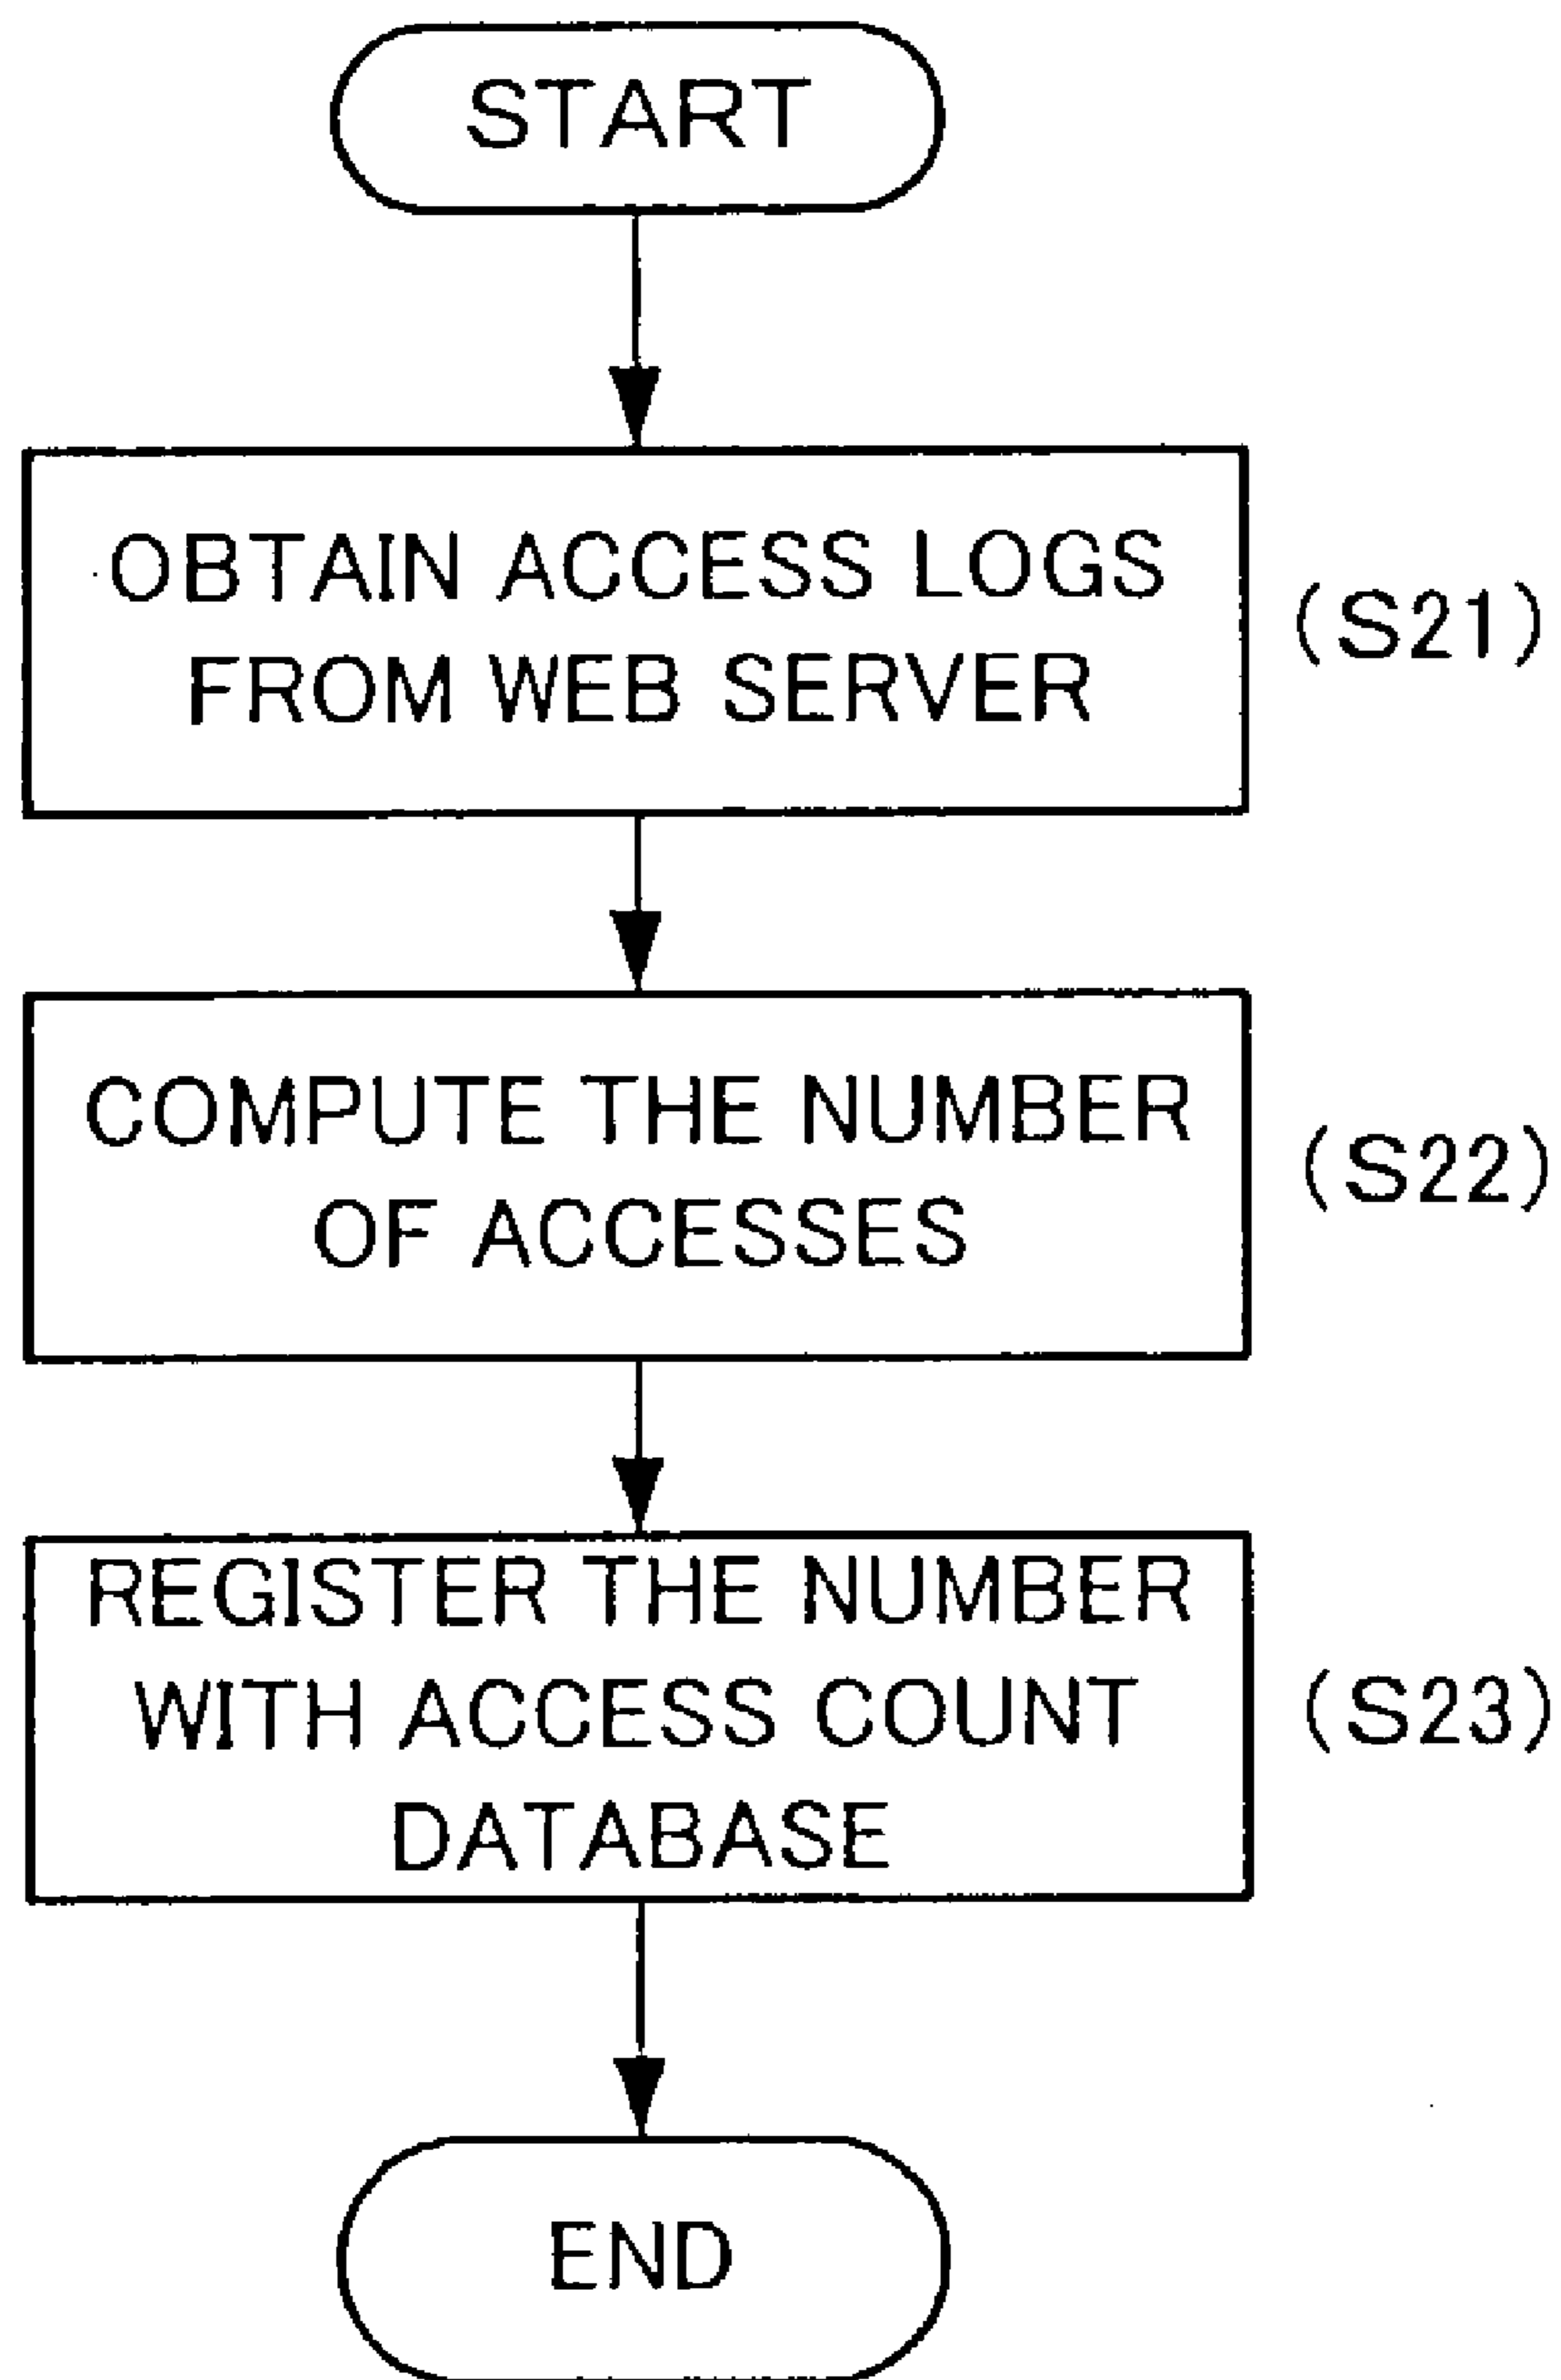 START
OBTAIN ACCESS LOGS
FROM WEB SERVER
(S21)
COMPUTE THE NUMBER
OF ACCESSES
(S22)
REGISTER THE NUMBER
WITH ACCESS COUNT
DATABASE
(S23)
END